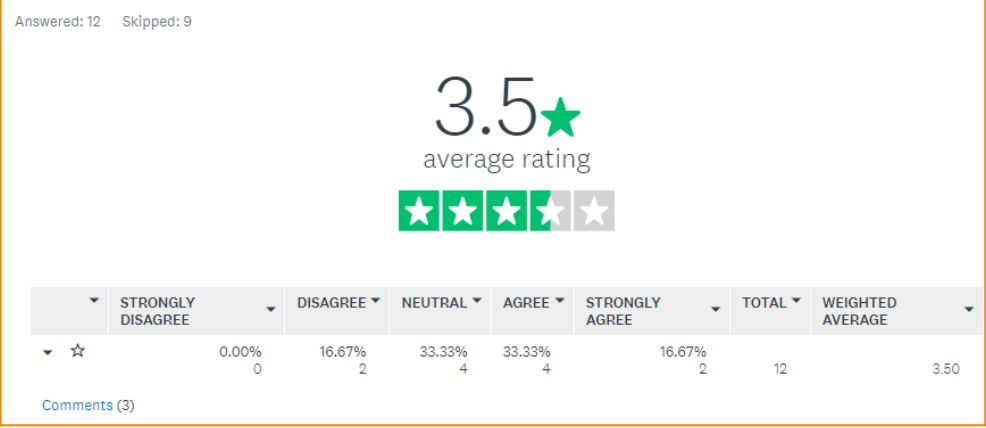 Answered: 12 Skipped: 9
3.5
average rating
STRONGLY DISAGREE DISAGREE NEUTRAL AGREE STRONGLY AGREE TOTAL WEIGHTED AVERAGE
0.00% 16.67% 33.33% 33.33% 16.67%
0 2 4 4 2 12 3.50
Comments (3)